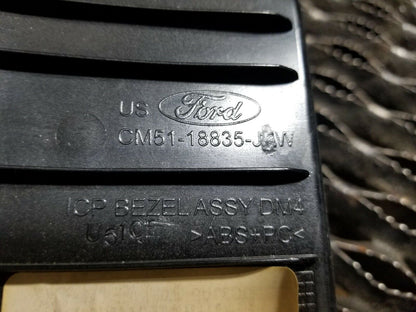 US Ford
CM51-18835-J W
ICP BEZEL ASSY DM4
>ABS+PC<